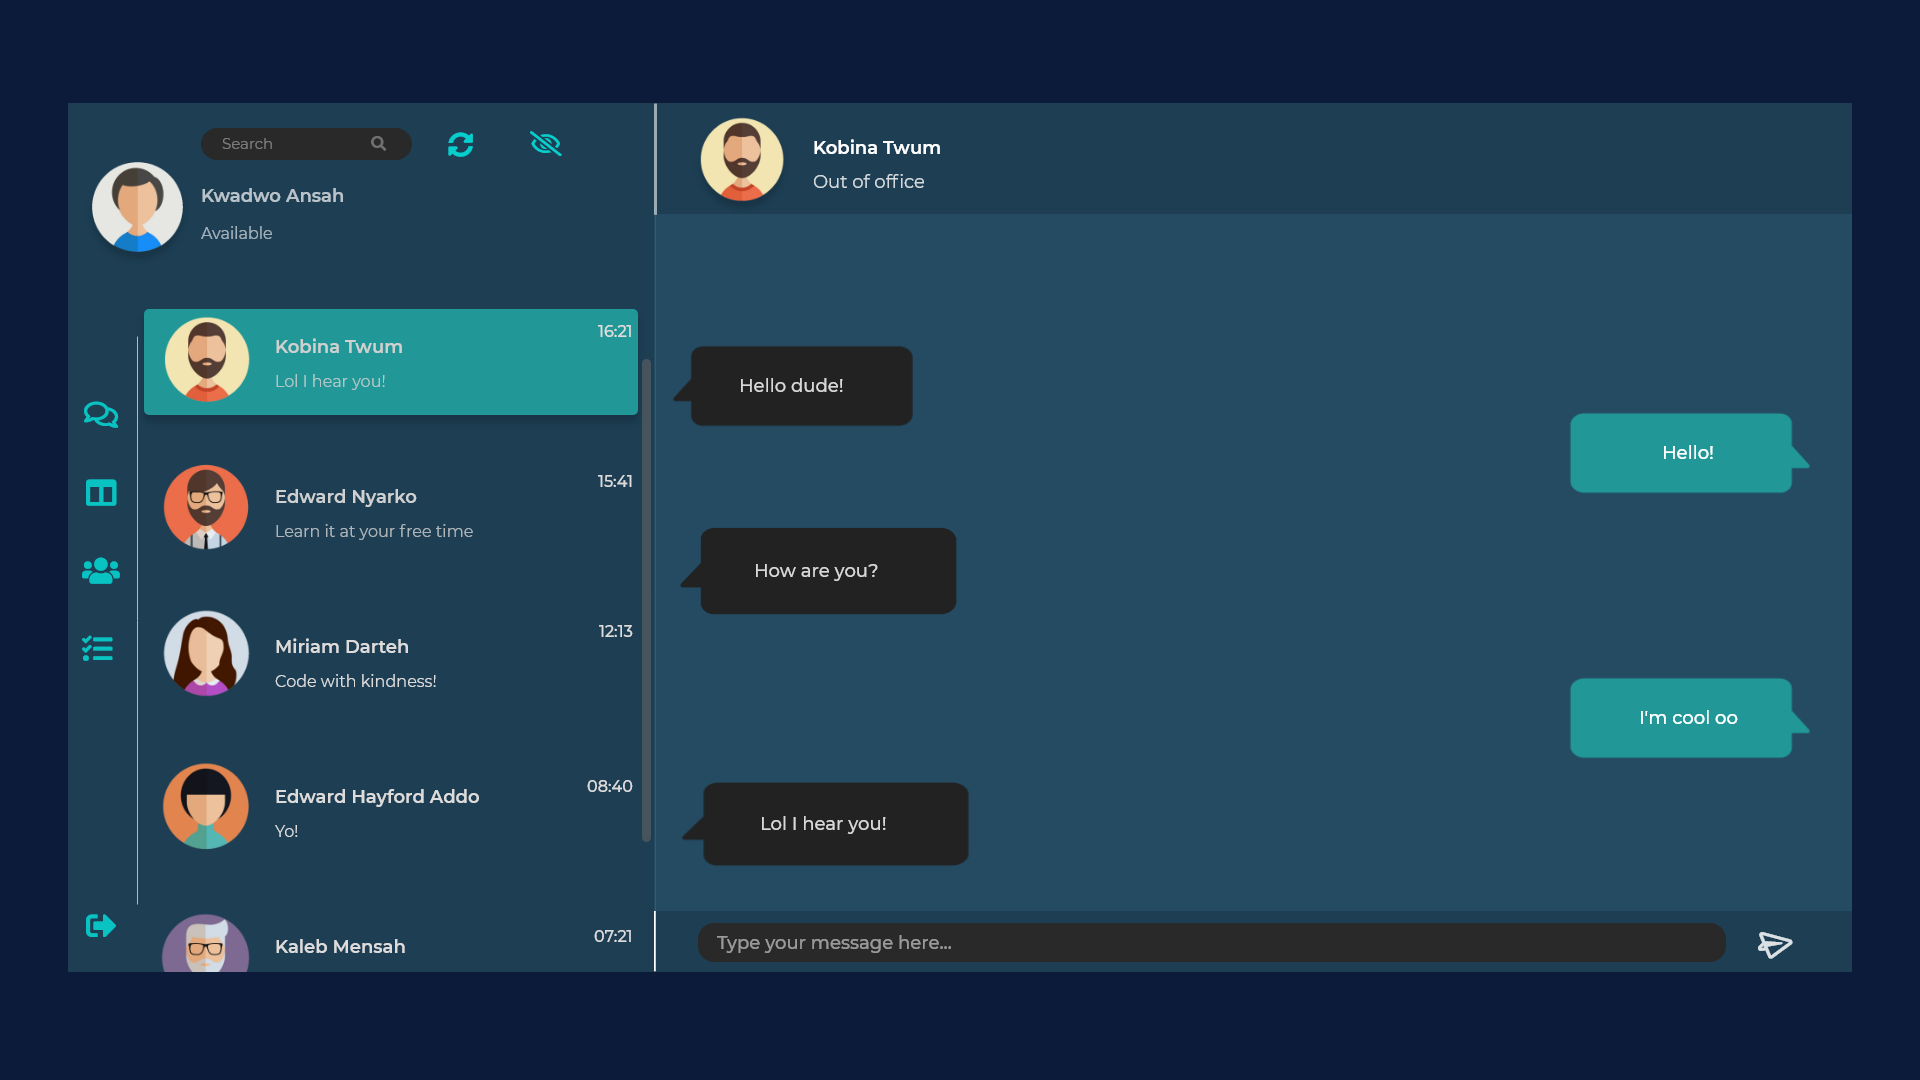 Search
Kwadwo Ansah
Available
Kobina Twum
16:21
Lol I hear you!
Edward Nyarko
15:41
Learn it at your free time
Miriam Darteh
12:13
Code with kindness!
Edward Hayford Addo
08:40
Yo!
Kaleb Mensah
07:21
Kobina Twum
Out of office
Hello dude!
Hello!
How are you?
I'm cool oo
Lol I hear you!
Type your message here...